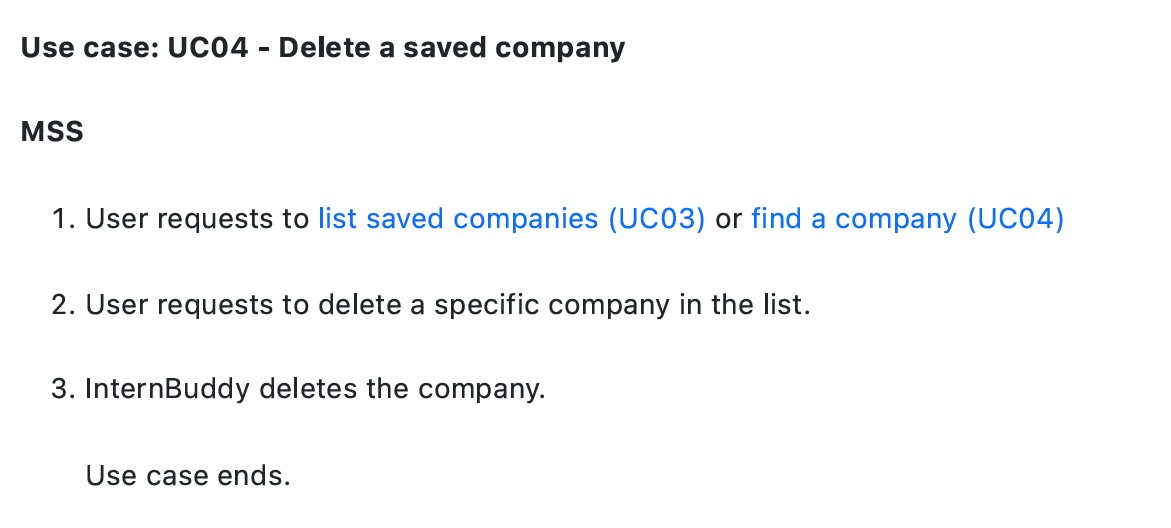 Use case: UC04 - Delete a saved company
MSS
1. User requests to list saved companies (UC03) or find a company (UC04)
2. User requests to delete a specific company in the list.
3. InternBuddy deletes the company.
Use case ends.